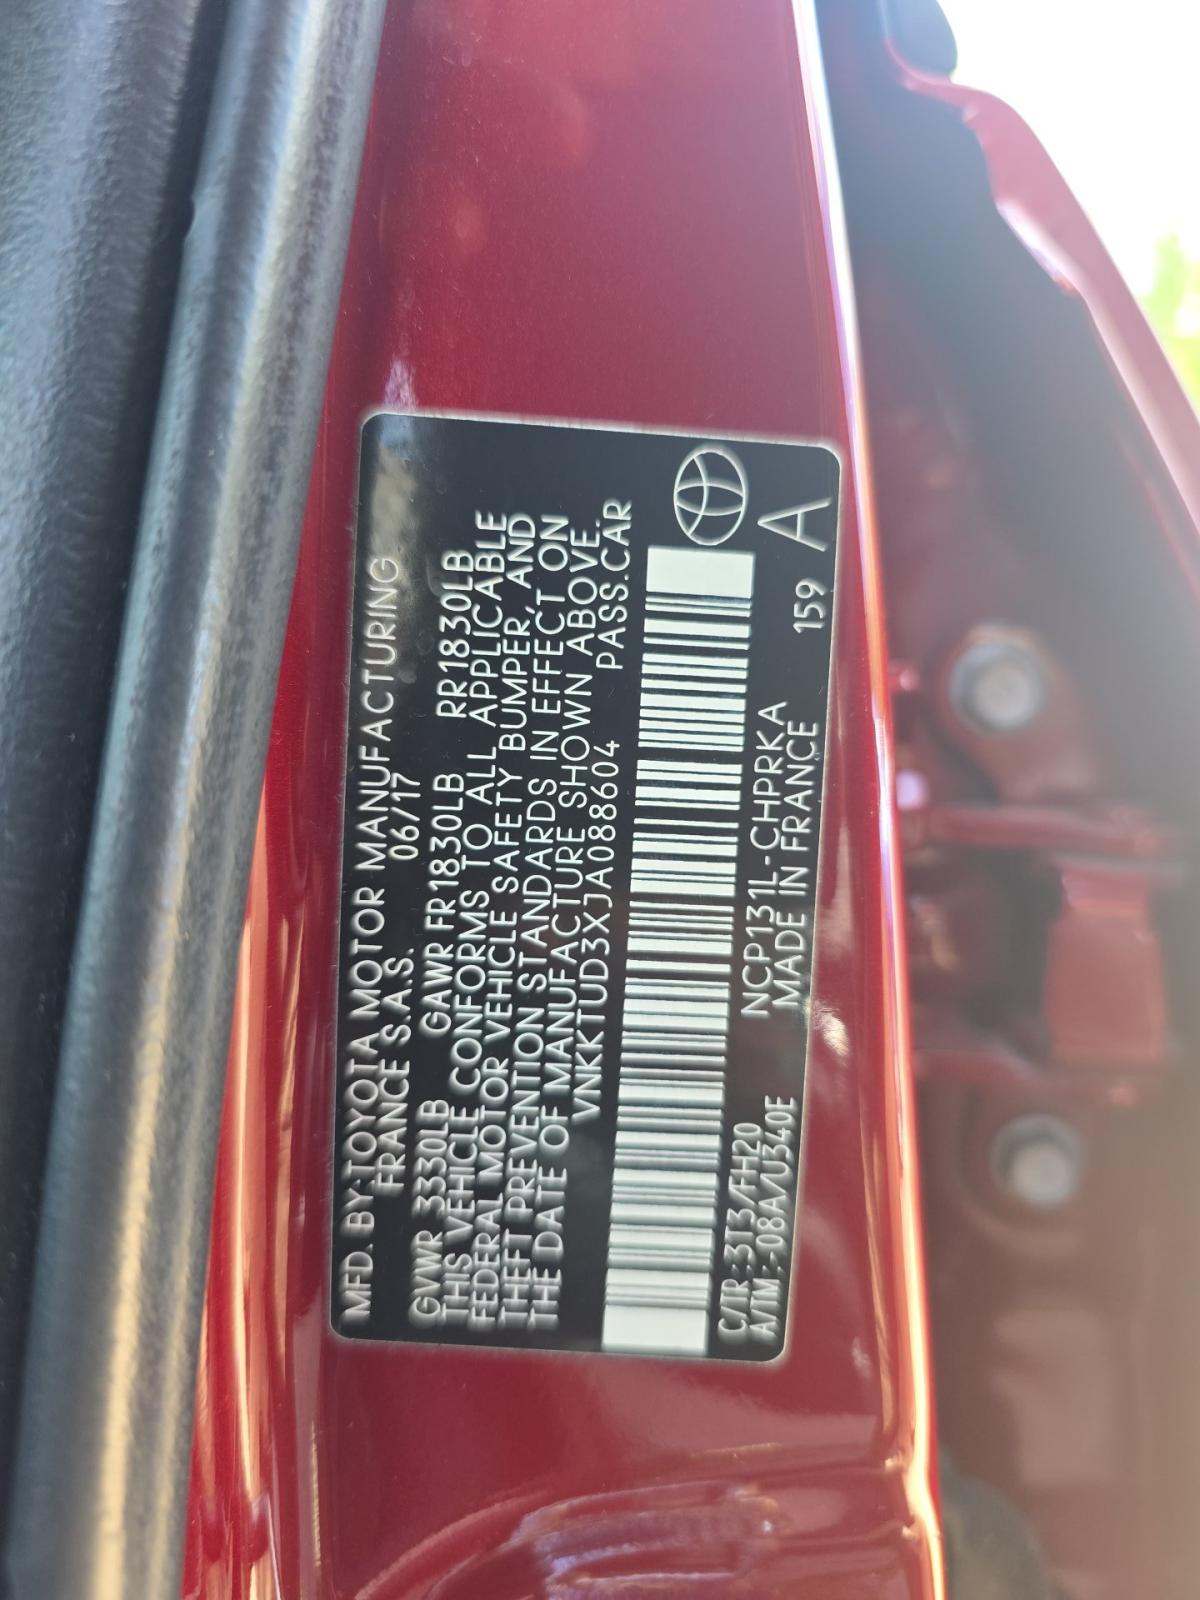 MFD. BY:TOYOTA MOTOR MANUFACTURING
FRANCE S.A.S. 06/17
GVWR 3330LB GAWR FR1830LB RR1830LB
THIS VEHICLE CONFORMS TO ALL APPLICABLE
FEDERAL MOTOR VEHICLE SAFETY BUMPER, AND
THEFT PREVENTION STANDARDS IN EFFECT ON
THE DATE OF MANUFACTURE SHOWN ABOVE.
VNKKTUD3XJA088604 PASS.CAR
C/TR:3T3/FH20 NCP131L-CHPRKA 159 A
A/TM:-08A/U340E MADE IN FRANCE